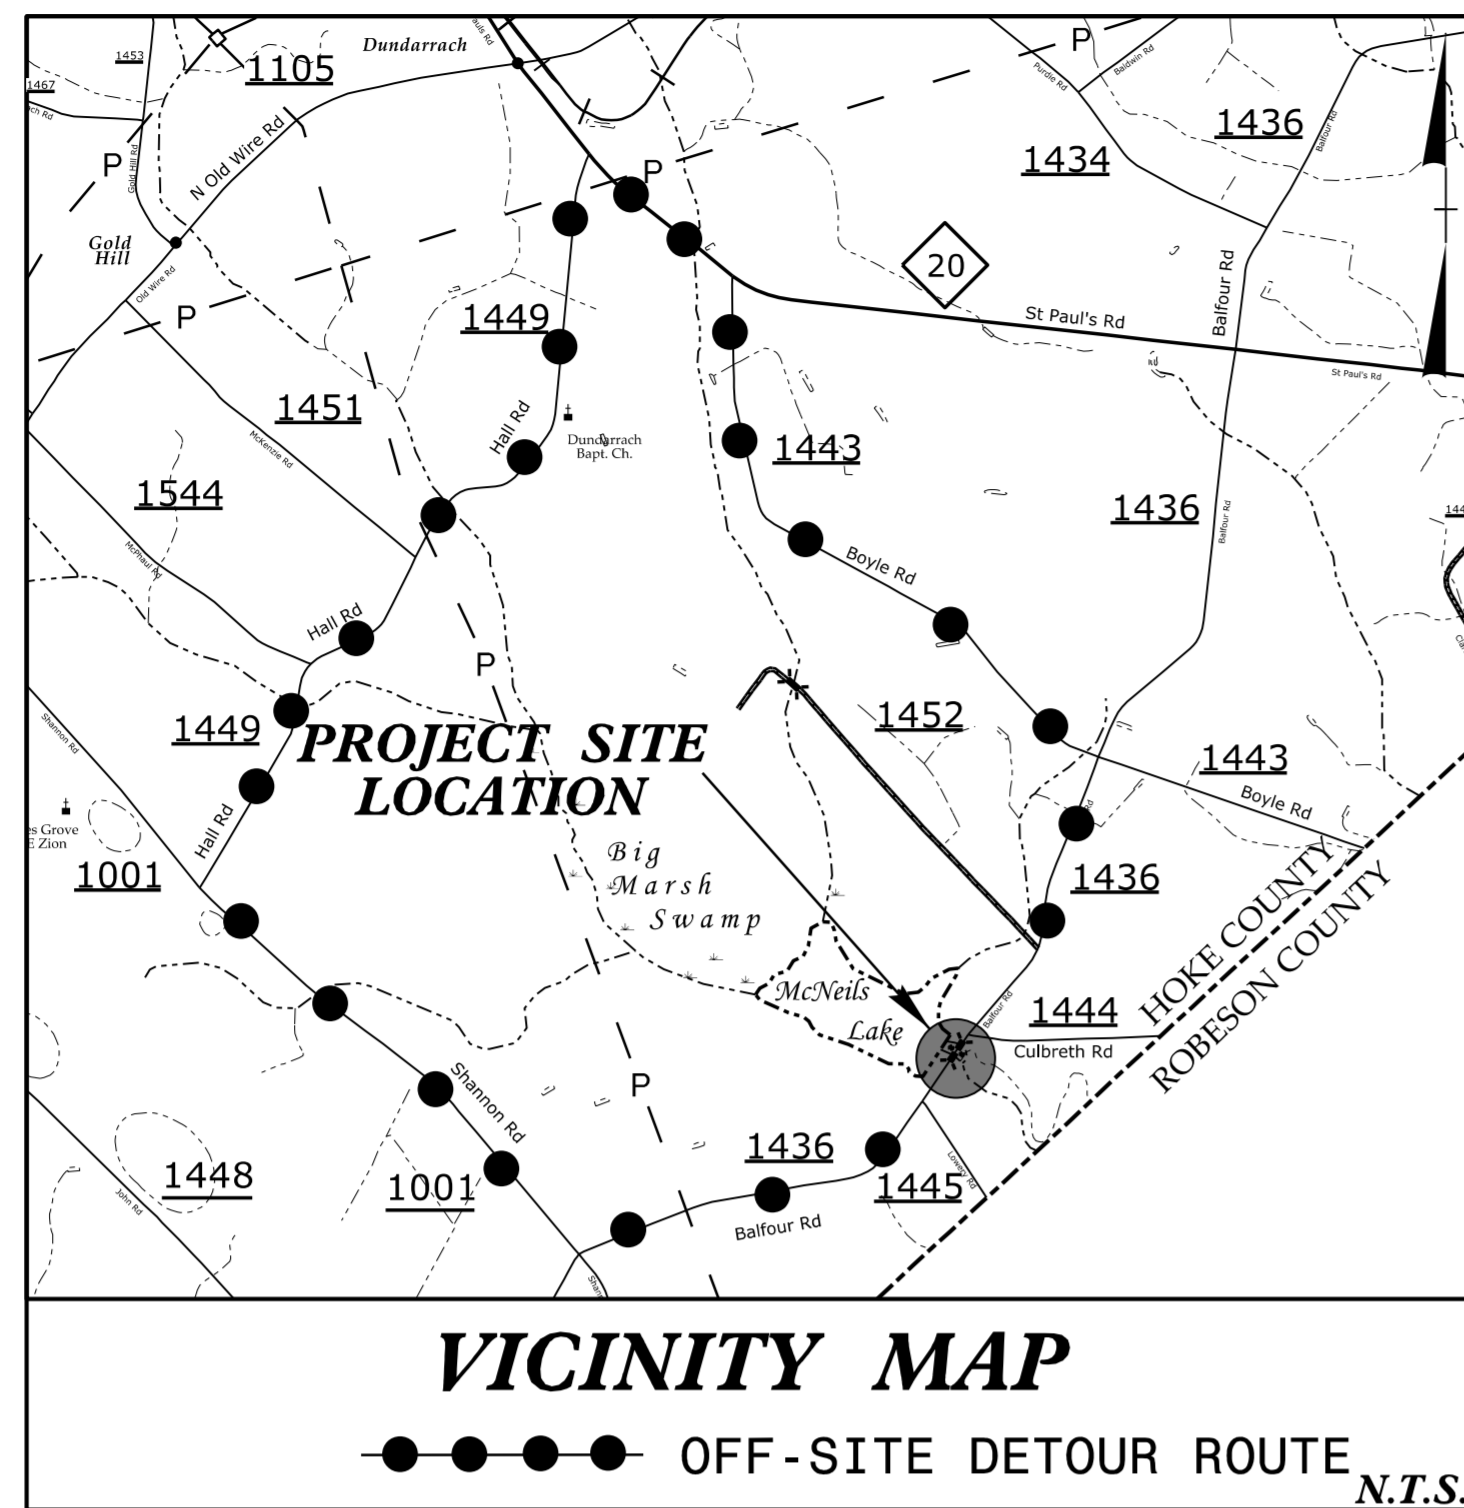 1453
1467
1105
Dundarrach
P
Purdie Rd
Baldwin Rd
1436
Balfour Rd
1434
P
Gold Hill Rd
N Old Wire Rd
P
Gold
Hill
Old Wire Rd
P
20
Balfour Rd
St Paul's Rd
St Paul's Rd
1449
1451
McKenzie Rd
Hall Rd
Dundarrach
Bapt. Ch.
1443
1544
McPhaul Rd
1436
Balfour Rd
Boyle Rd
Hall Rd
P
1449
Shannon Rd
PROJECT SITE
LOCATION
1452
1443
Boyle Rd
Hall Rd
es Grove
E Zion
1001
Big
Marsh
Swamp
1436
HOKE COUNTY
ROBESON COUNTY
McNeils
Lake
Balfour Rd
1444
Culbreth Rd
Shannon Rd
P
1448
John Rd
1001
1436
Balfour Rd
1445
Lowery Rd
VICINITY MAP
OFF-SITE DETOUR ROUTE
N.T.S.